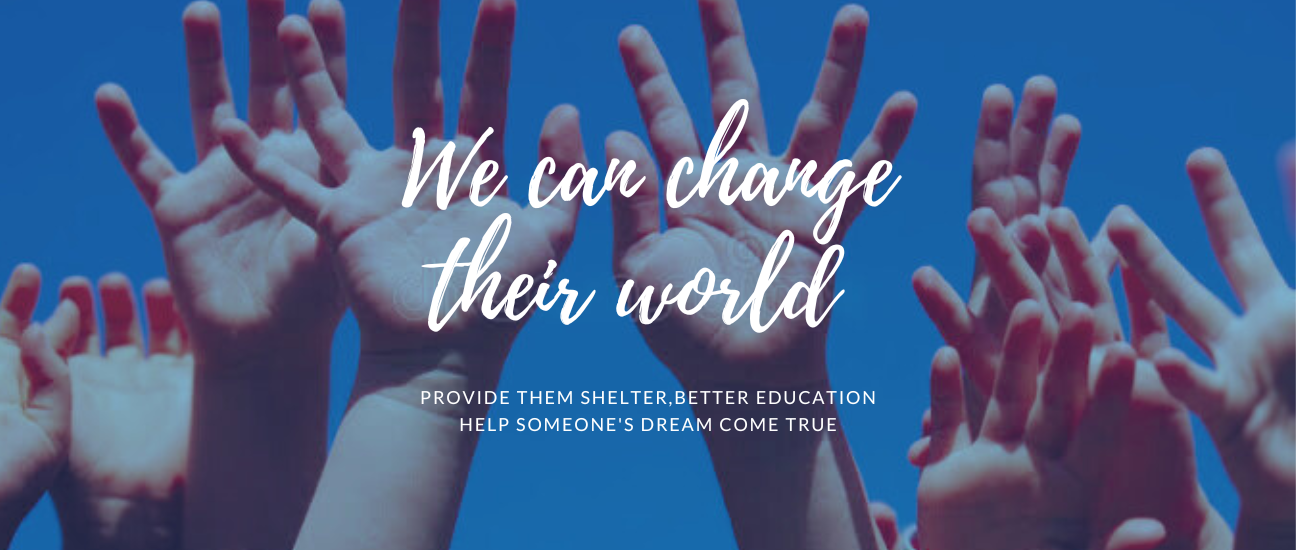 We can change
their world
PROVIDE THEM SHELTER,BETTER EDUCATION
HELP SOMEONE'S DREAM COME TRUE